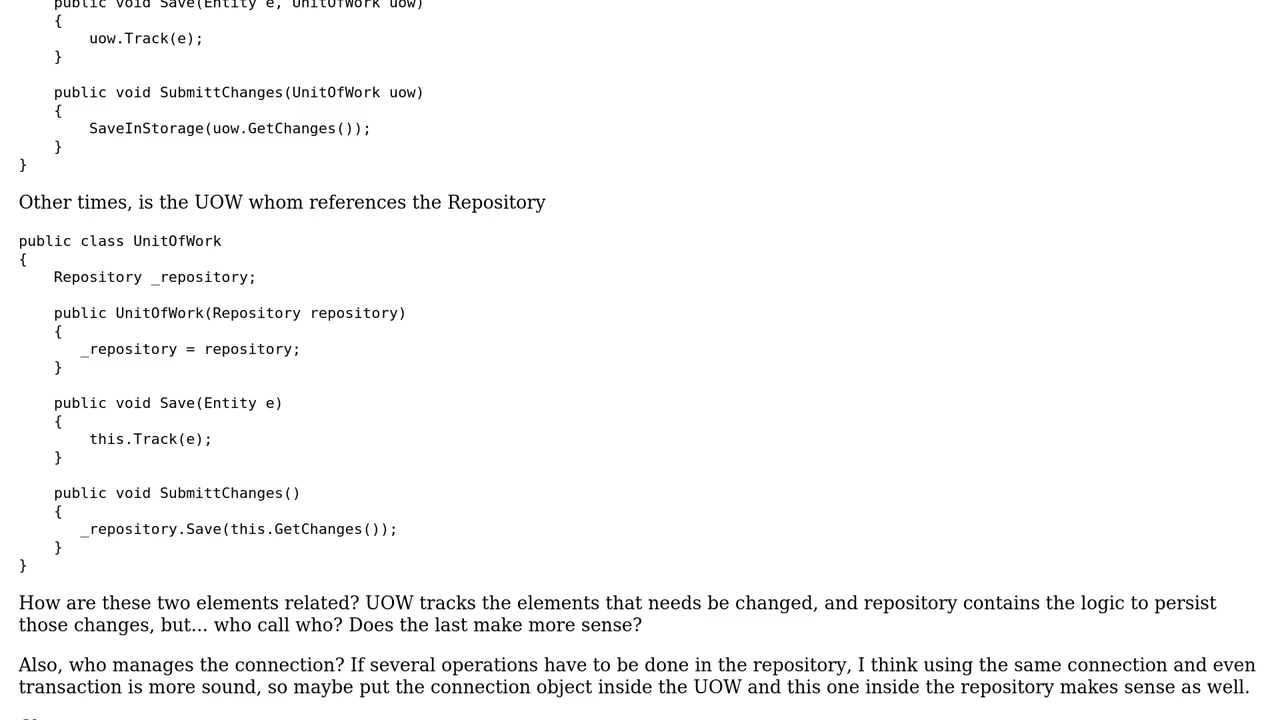 public void Save(Entity e, UnitOfWork uow)
{
uow.Track(e);
}
public void SubmittChanges(UnitOfWork uow)
{
SaveInStorage(uow.GetChanges());
}
}
Other times, is the UOW whom references the Repository
public class UnitOfWork
{
Repository _repository;
public UnitOfWork(Repository repository)
{
_repository = repository;
}
public void Save(Entity e)
{
this.Track(e);
}
public void SubmittChanges()
{
_repository.Save(this.GetChanges());
}
}
How are these two elements related? UOW tracks the elements that needs be changed, and repository contains the logic to persist
those changes, but... who call who? Does the last make more sense?
Also, who manages the connection? If several operations have to be done in the repository, I think using the same connection and even
transaction is more sound, so maybe put the connection object inside the UOW and this one inside the repository makes sense as well.